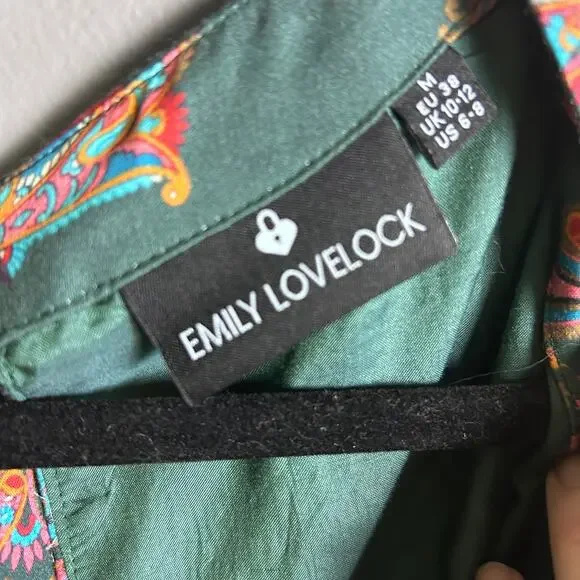 M
EU 38
UK 10-12
US 6-8
EMILY LOVELOCK